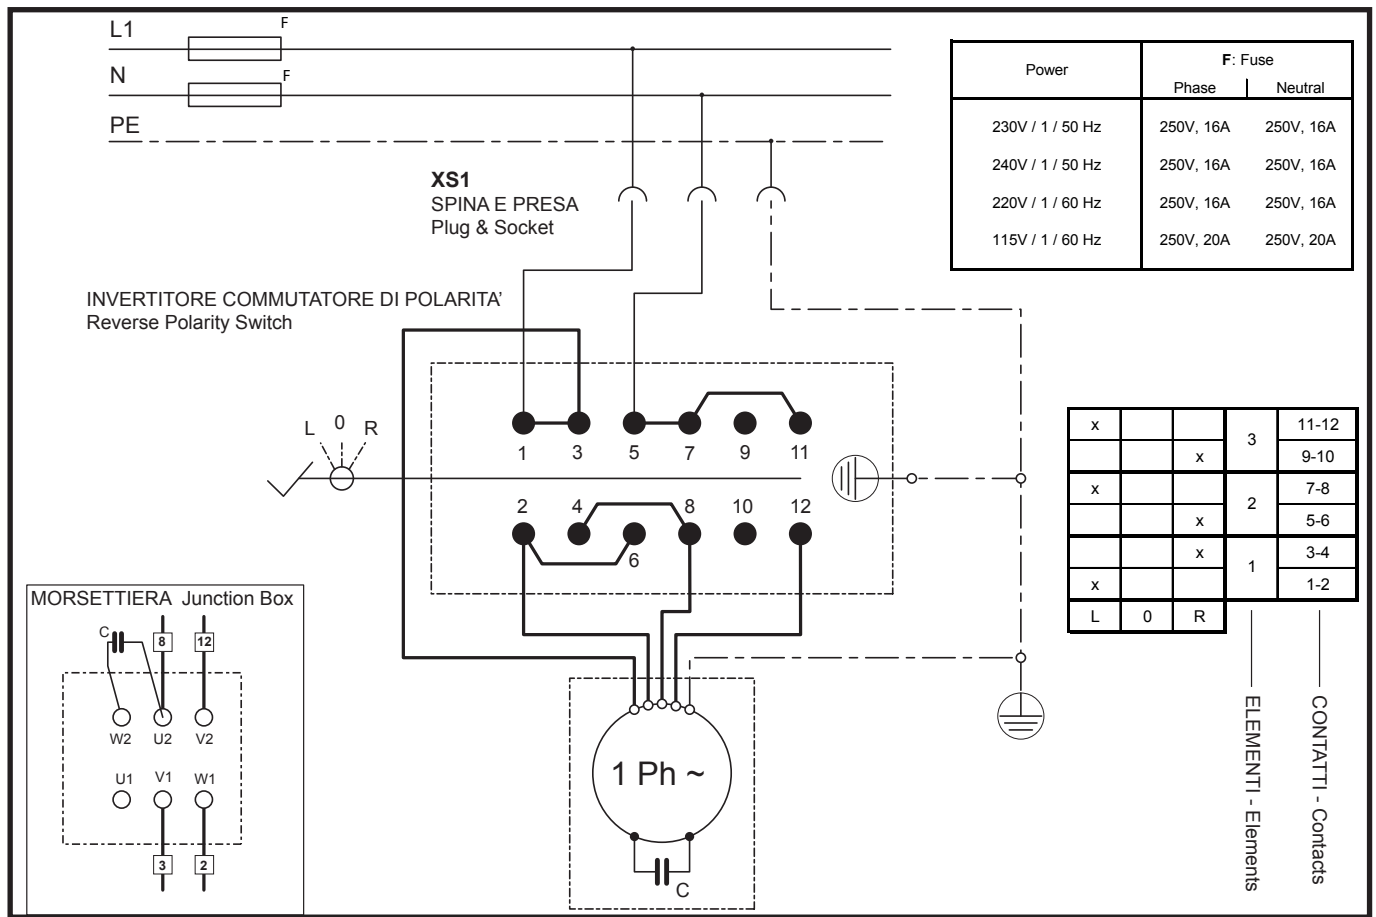 L1
F
N
F
PE
Power
F: Fuse
Phase
Neutral
230V / 1 / 50 Hz
250V, 16A
250V, 16A
240V / 1 / 50 Hz
250V, 16A
250V, 16A
220V / 1 / 60 Hz
250V, 16A
250V, 16A
115V / 1 / 60 Hz
250V, 20A
250V, 20A
XS1
SPINA E PRESA
Plug & Socket
INVERTITORE COMMUTATORE DI POLARITA’
Reverse Polarity Switch
L 0 R
1 3 5 7 9 11
2 4 6 8 10 12
x 3 11-12
x 9-10
x 2 7-8
x 5-6
x 1 3-4
x 1-2
L 0 R
ELEMENTI - Elements
CONTATTI - Contacts
MORSETTIERA Junction Box
C
8 12
W2 U2 V2
U1 V1 W1
3 2
1 Ph ~
C